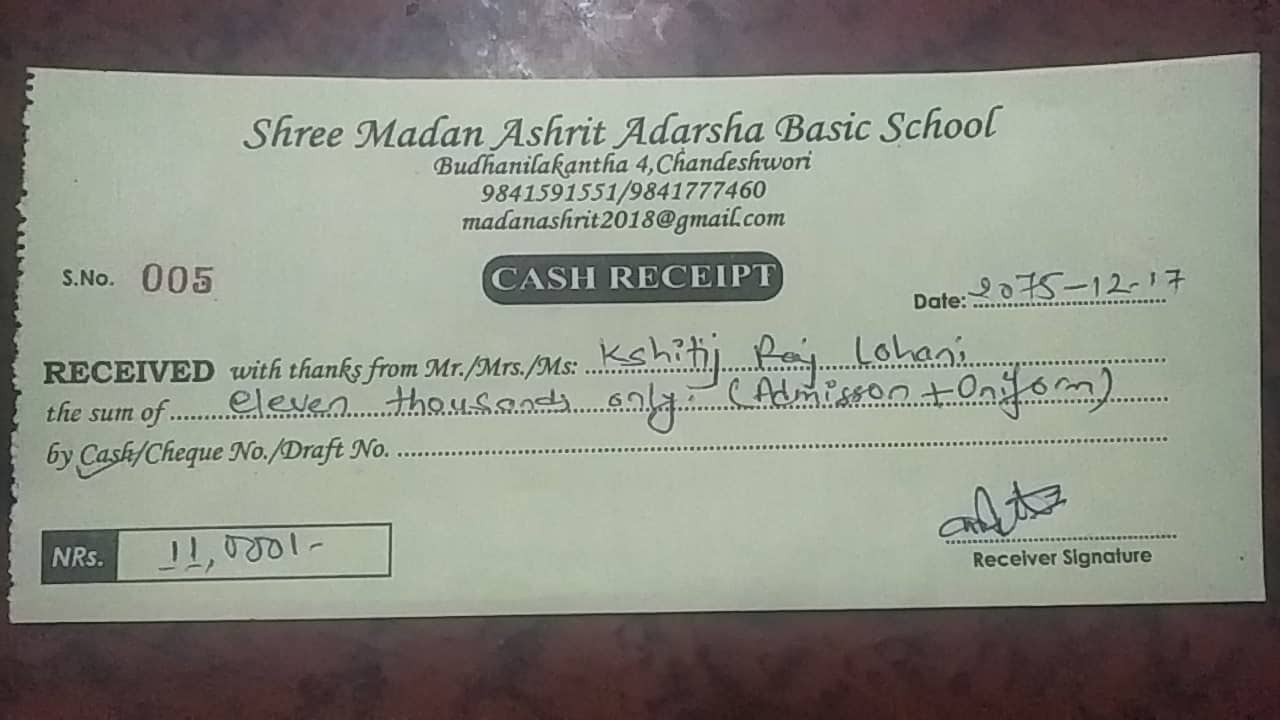 Shree Madan Ashrit Adarsha Basic School
Budhanilakantha 4,Chandeshwori
9841591551/9841777460
madanashrit2018@gmail.com
S.No. 005
CASH RECEIPT
Date: 2075-12-17
RECEIVED with thanks from Mr./Mrs./Ms: Kshitij Raj Lohani
the sum of eleven thousands only. (Admisson + Oniform)
by Cash/Cheque No./Draft No.
NRs. 11,000/-
Receiver Signature